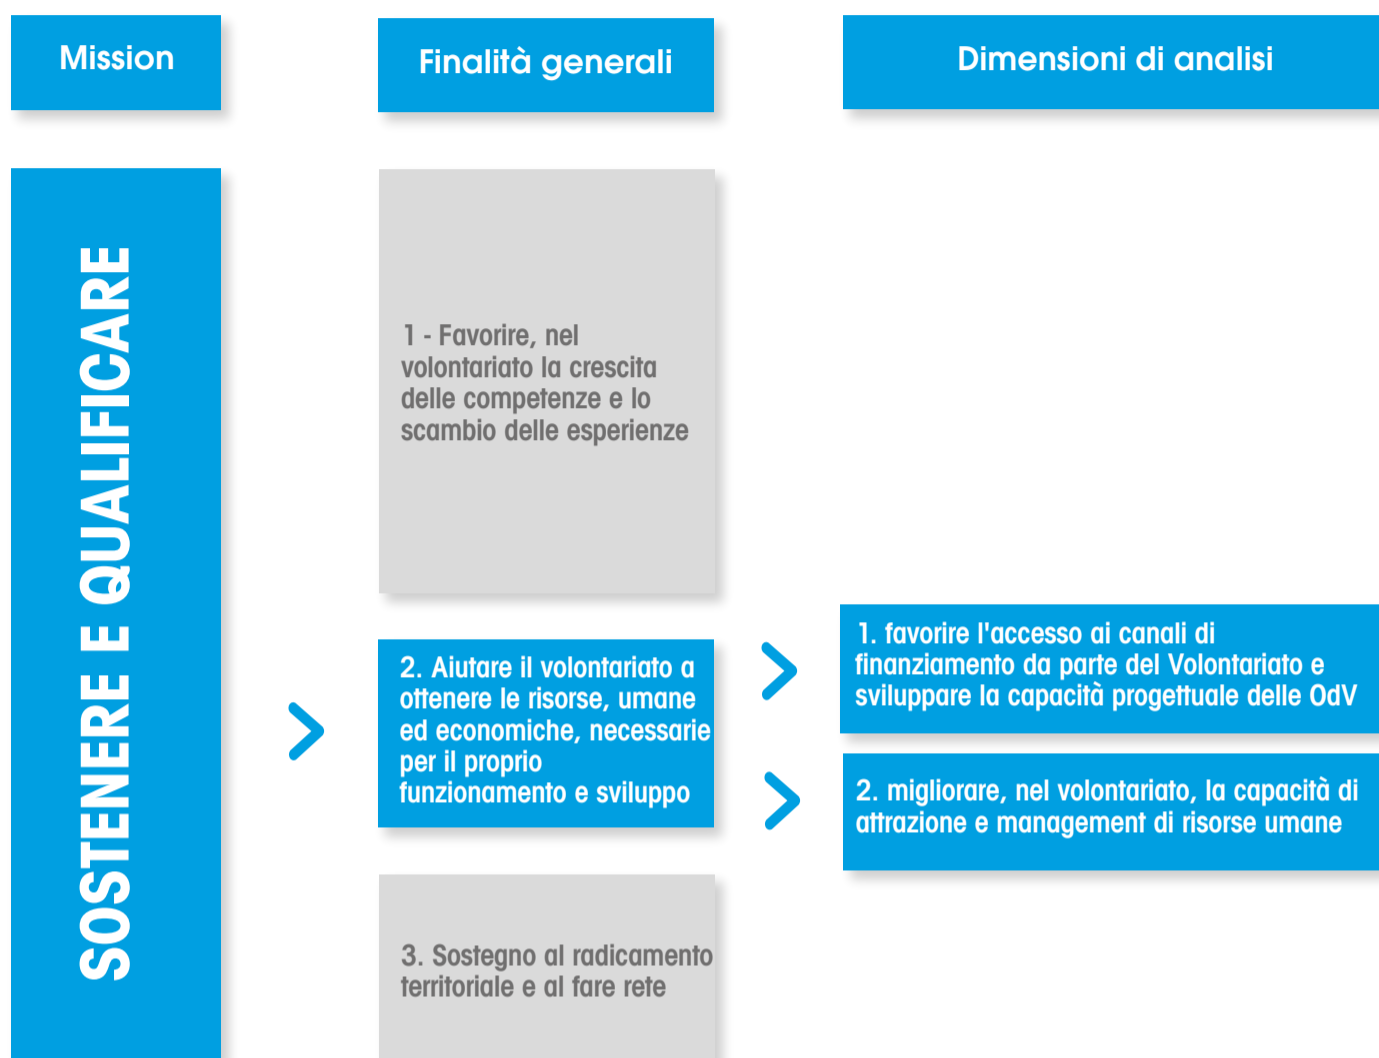 Mission
Finalità generali
Dimensioni di analisi
SOSTENERE E QUALIFICARE
1 - Favorire, nel
volontariato la crescita
delle competenze e lo
scambio delle esperienze
2. Aiutare il volontariato a
ottenere le risorse, umane
ed economiche, necessarie
per il proprio
funzionamento e sviluppo
1. favorire l'accesso ai canali di
finanziamento da parte del Volontariato e
sviluppare la capacità progettuale delle OdV
2. migliorare, nel volontariato, la capacità di
attrazione e management di risorse umane
3. Sostegno al radicamento
territoriale e al fare rete